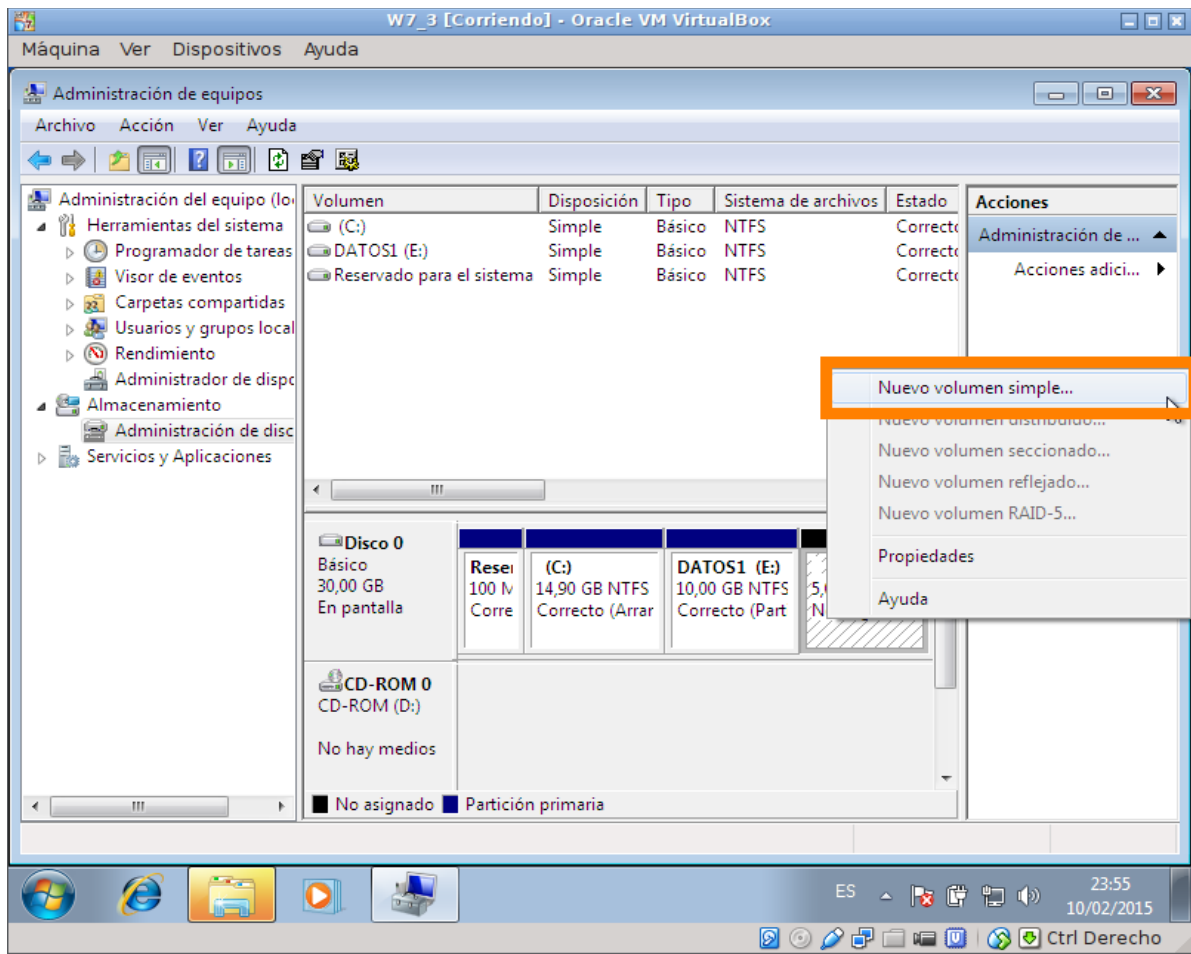 W7_3 [Corriendo] - Oracle VM VirtualBox
Máquina Ver Dispositivos Ayuda
Administración de equipos
Archivo Acción Ver Ayuda
Administración del equipo (lo
Herramientas del sistema
Programador de tareas
Visor de eventos
Carpetas compartidas
Usuarios y grupos local
Rendimiento
Administrador de dispo
Almacenamiento
Administración de disc
Servicios y Aplicaciones
Volumen Disposición Tipo Sistema de archivos Estado
(C:) Simple Básico NTFS Correcto
DATOS1 (E:) Simple Básico NTFS Correcto
Reservado para el sistema Simple Básico NTFS Correcto
Acciones
Administración de ...
Acciones adici...
Nuevo volumen simple...
Nuevo volumen distribuido...
Nuevo volumen seccionado...
Nuevo volumen reflejado...
Nuevo volumen RAID-5...
Propiedades
Ayuda
Disco 0
Básico
30,00 GB
En pantalla
Reser
100 M
Corre
(C:)
14,90 GB NTFS
Correcto (Arrar
DATOS1 (E:)
10,00 GB NTFS
Correcto (Part
5,
N
CD-ROM 0
CD-ROM (D:)
No hay medios
No asignado Partición primaria
ES
23:55
10/02/2015
Ctrl Derecho